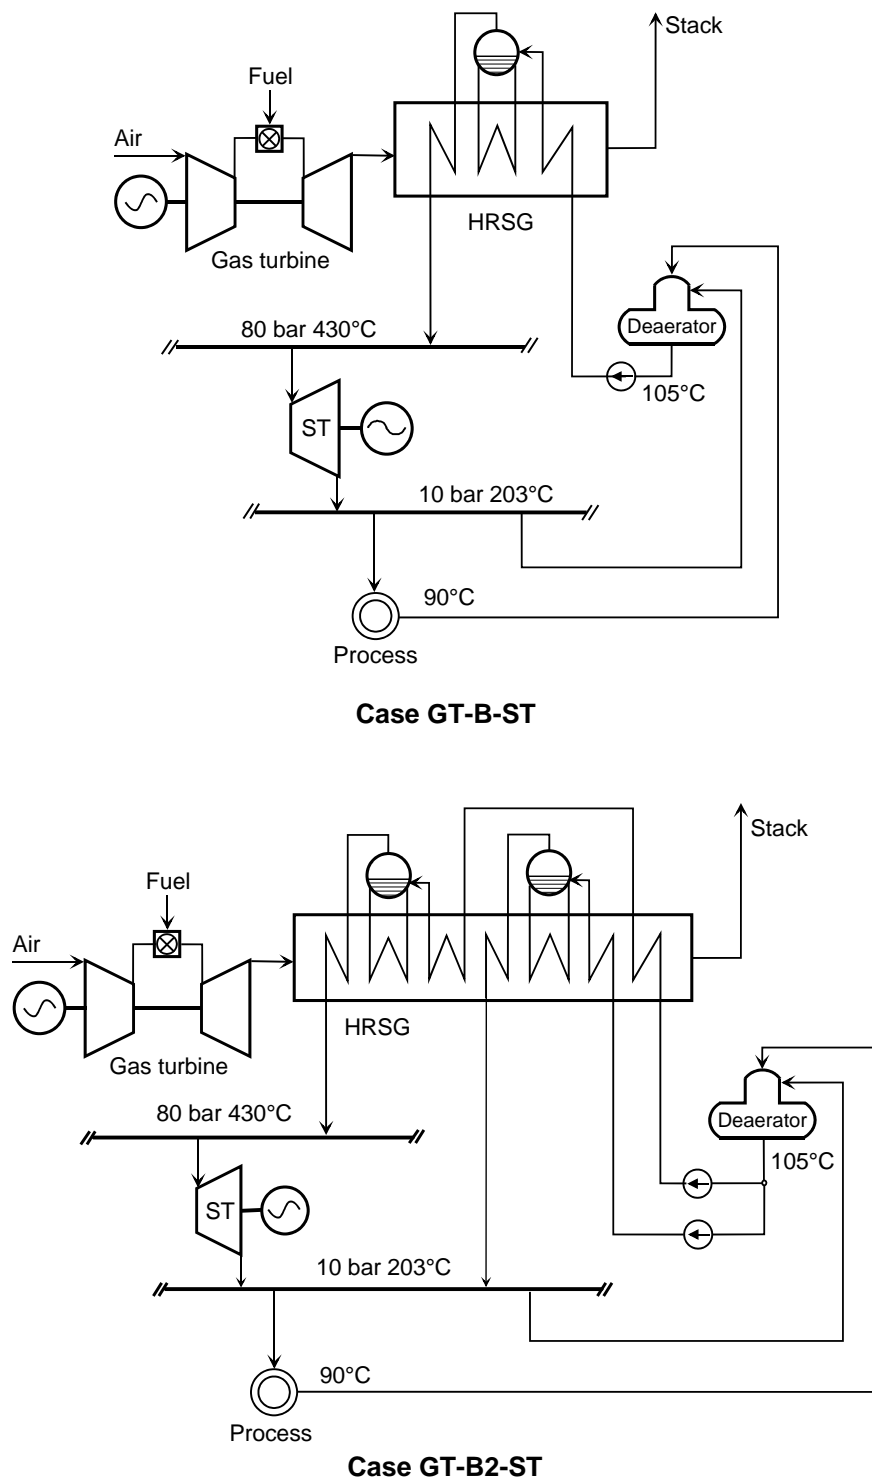 Stack
Fuel
Air
HRSG
Gas turbine
80 bar 430°C
Deaerator
105°C
ST
10 bar 203°C
90°C
Process
Case GT-B-ST
Stack
Fuel
Air
HRSG
Gas turbine
80 bar 430°C
Deaerator
105°C
ST
10 bar 203°C
90°C
Process
Case GT-B2-ST